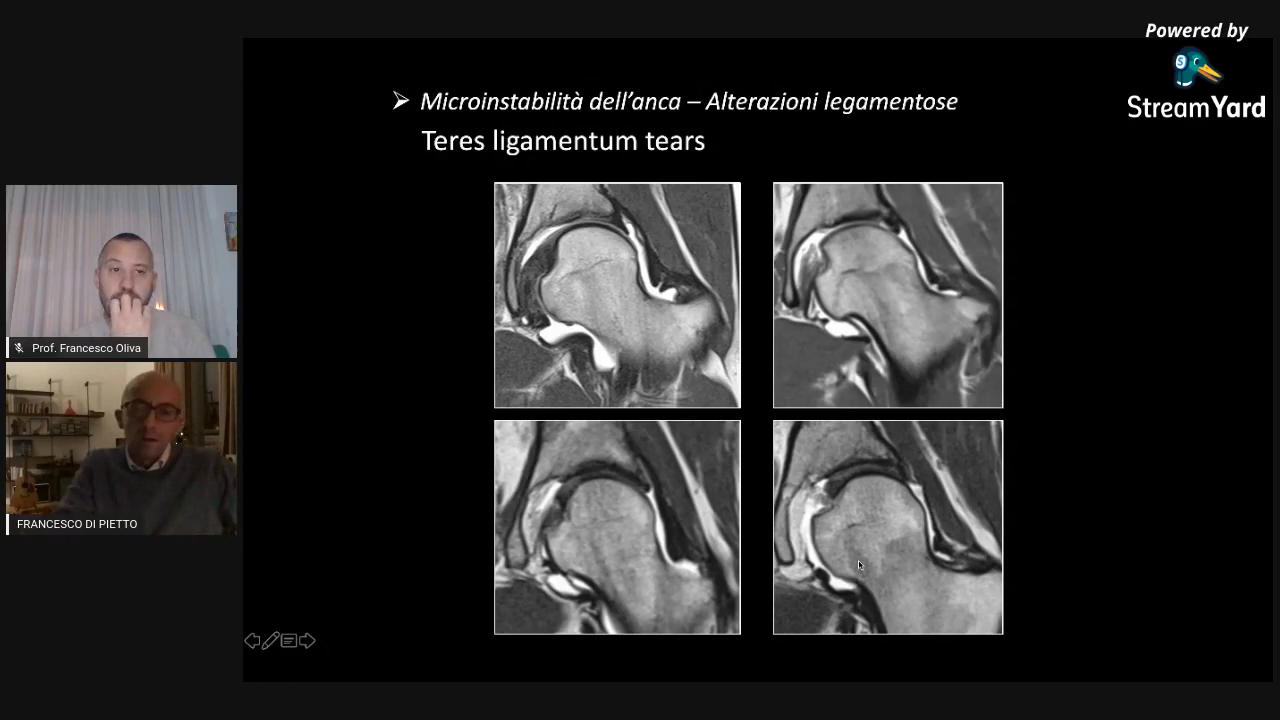 Powered by
StreamYard
➢ Microinstabilità dell'anca – Alterazioni legamentose
Teres ligamentum tears
Prof. Francesco Oliva
FRANCESCO DI PIETTO